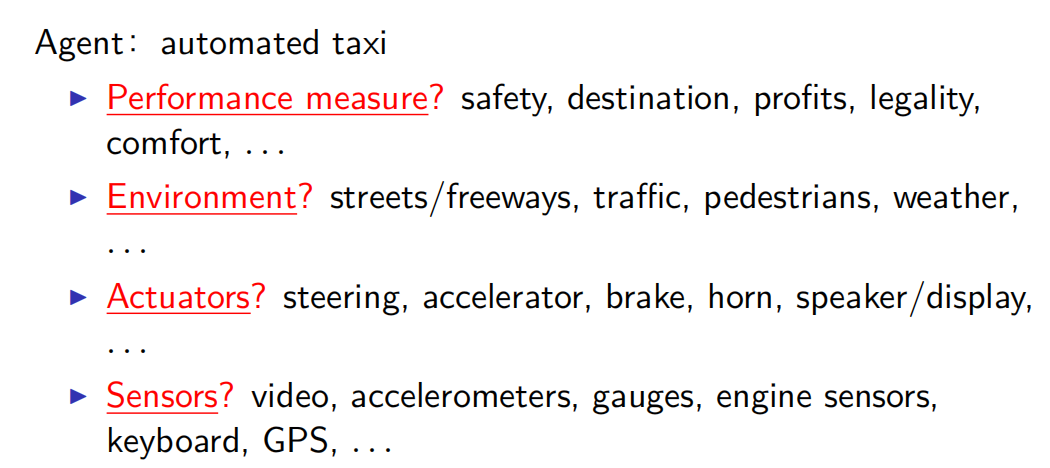 Agent: automated taxi
▶ Performance measure? safety, destination, profits, legality,
comfort, ...
▶ Environment? streets/freeways, traffic, pedestrians, weather,
...
▶ Actuators? steering, accelerator, brake, horn, speaker/display,
...
▶ Sensors? video, accelerometers, gauges, engine sensors,
keyboard, GPS, ...